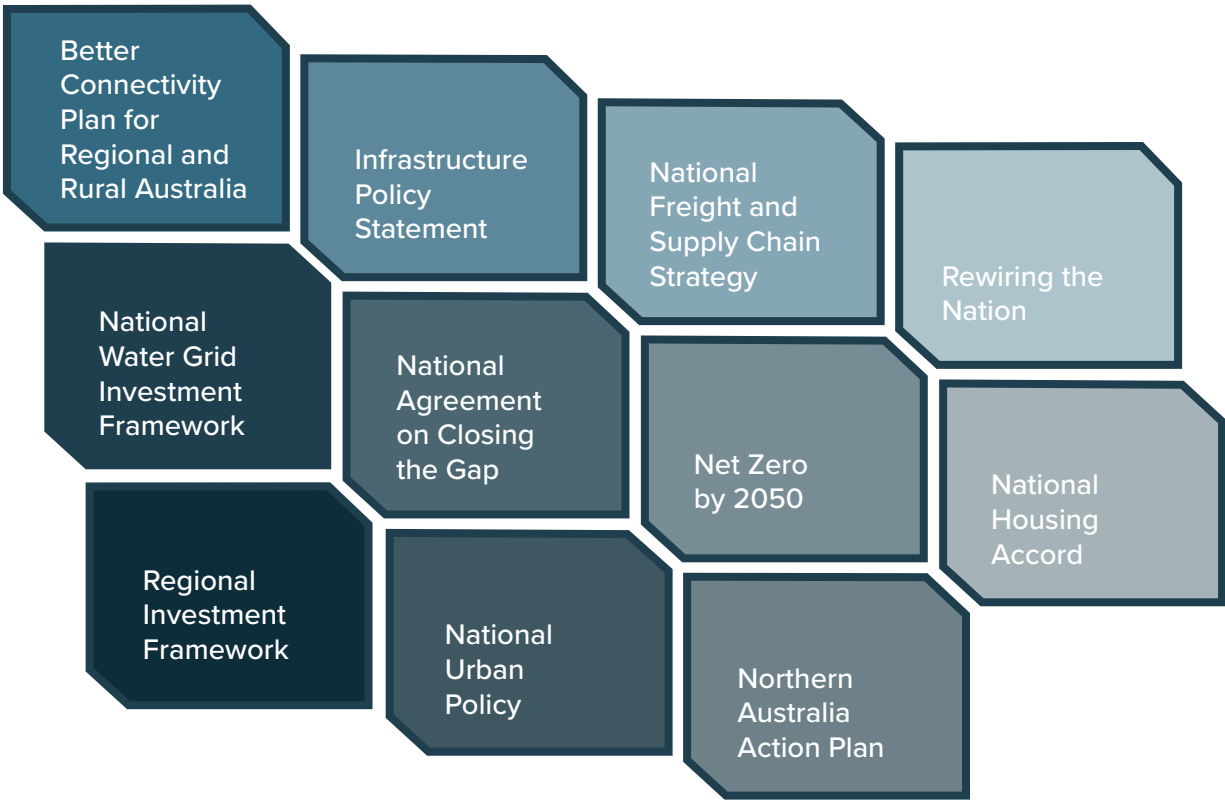 Better
Connectivity
Plan for
Regional and
Rural Australia
Infrastructure
Policy
Statement
National
Freight and
Supply Chain
Strategy
Rewiring the
Nation
National
Water Grid
Investment
Framework
National
Agreement
on Closing
the Gap
Net Zero
by 2050
National
Housing
Accord
Regional
Investment
Framework
National
Urban
Policy
Northern
Australia
Action Plan